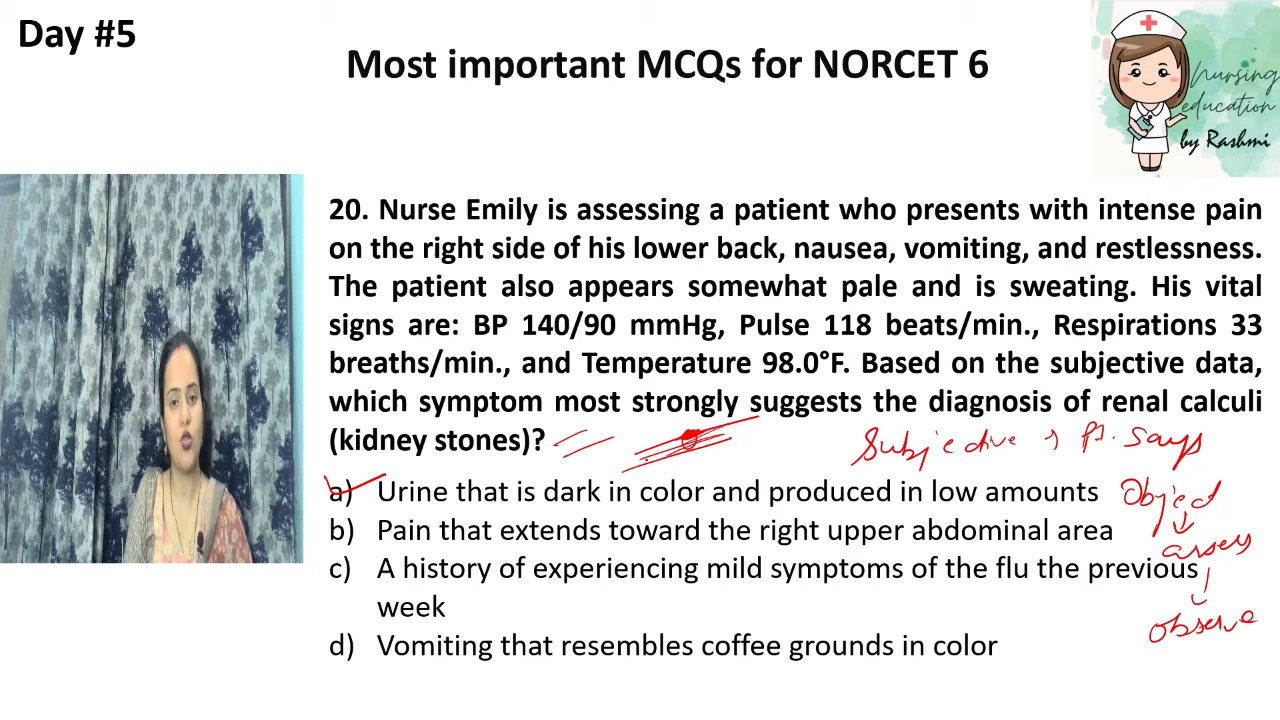 Day #5
Most important MCQs for NORCET 6
nursing
education
by Rashmi
20. Nurse Emily is assessing a patient who presents with intense pain
on the right side of his lower back, nausea, vomiting, and restlessness.
The patient also appears somewhat pale and is sweating. His vital
signs are: BP 140/90 mmHg, Pulse 118 beats/min., Respirations 33
breaths/min., and Temperature 98.0°F. Based on the subjective data,
which symptom most strongly suggests the diagnosis of renal calculi
(kidney stones)?
Subjective Pt. says
a) Urine that is dark in color and produced in low amounts
Object
b) Pain that extends toward the right upper abdominal area
assess
c) A history of experiencing mild symptoms of the flu the previous
week
observe
d) Vomiting that resembles coffee grounds in color